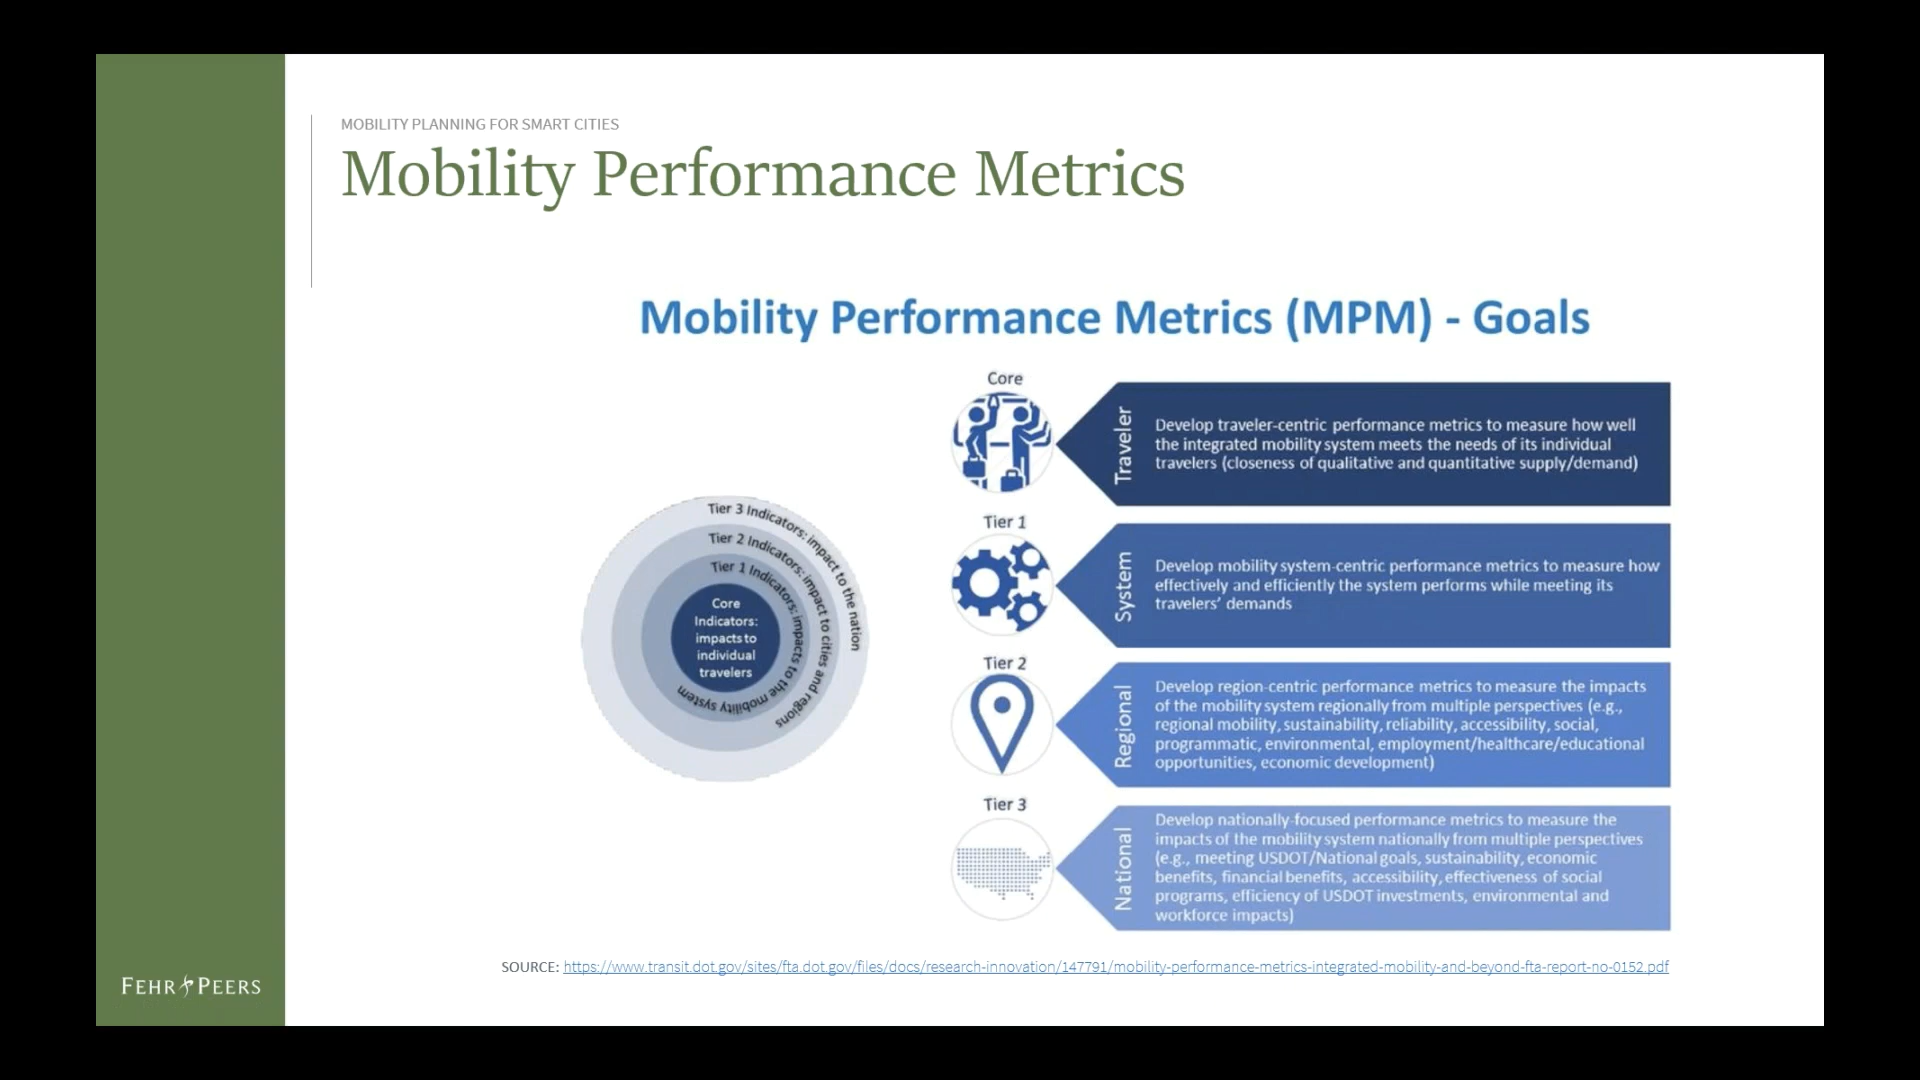 MOBILITY PLANNING FOR SMART CITIES
Mobility Performance Metrics
Mobility Performance Metrics (MPM) - Goals
Tier 3 Indicators: impact to the nation
Tier 2 Indicators: impact to cities and regions
Tier 1 Indicators: impacts to the mobility system
Core
Indicators:
impacts to
individual
travelers
Core
Traveler
Develop traveler-centric performance metrics to measure how well
the integrated mobility system meets the needs of its individual
travelers (closeness of qualitative and quantitative supply/demand)
Tier 1
System
Develop mobility system-centric performance metrics to measure how
effectively and efficiently the system performs while meeting its
travelers' demands
Tier 2
Regional
Develop region-centric performance metrics to measure the impacts
of the mobility system regionally from multiple perspectives (e.g.,
regional mobility, sustainability, reliability, accessibility, social,
programmatic, environmental, employment/healthcare/educational
opportunities, economic development)
Tier 3
National
Develop nationally-focused performance metrics to measure the
impacts of the mobility system nationally from multiple perspectives
(e.g., meeting USDOT/National goals, sustainability, economic
benefits, financial benefits, accessibility, effectiveness of social
programs, efficiency of USDOT investments, environmental and
workforce impacts)
SOURCE: https://www.transit.dot.gov/sites/fta.dot.gov/files/docs/research-innovation/147791/mobility-performance-metrics-integrated-mobility-and-beyond-fta-report-no-0152.pdf
FEHR PEERS